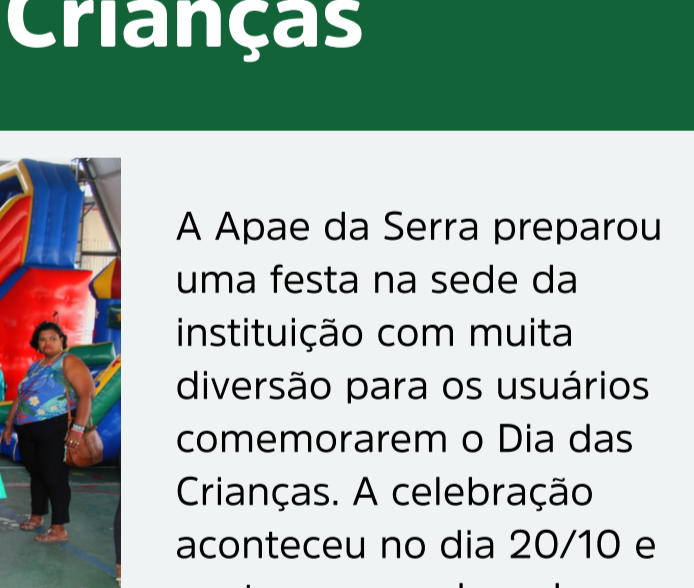 Crianças
A Apae da Serra preparou
uma festa na sede da
instituição com muita
diversão para os usuários
comemorarem o Dia das
Crianças. A celebração
aconteceu no dia 20/10 e